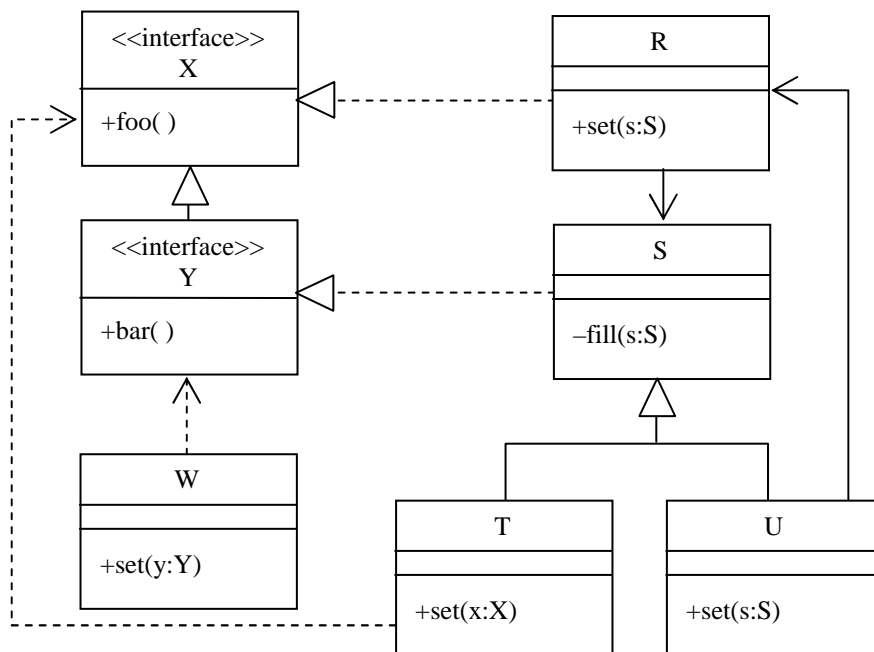 <<interface>>
X
+foo( )
R
+set(s:S)
<<interface>>
Y
+bar( )
S
–fill(s:S)
W
+set(y:Y)
T
+set(x:X)
U
+set(s:S)